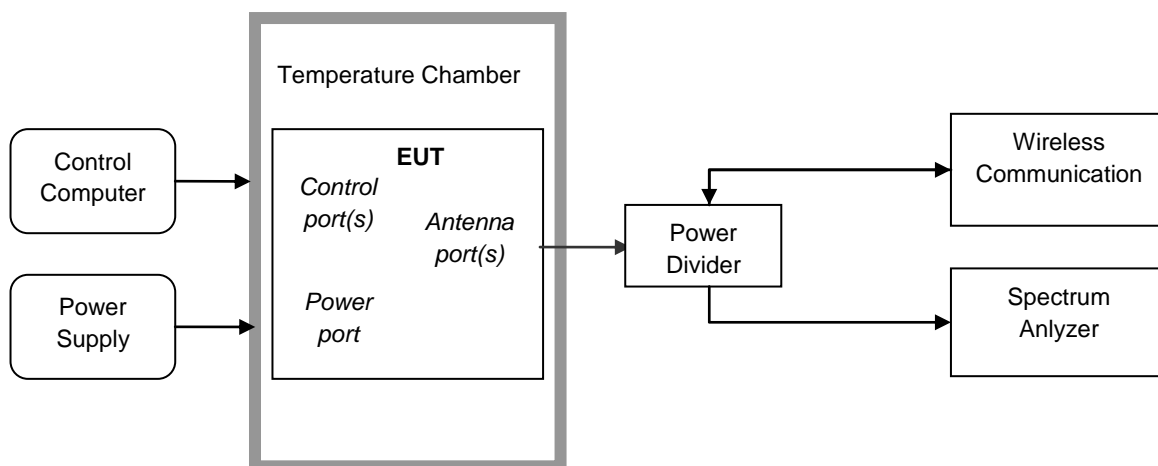 Temperature Chamber
Control
Computer
Power
Supply
EUT
Control
port(s)
Antenna
port(s)
Power
port
Power
Divider
Wireless
Communication
Spectrum
Anlyzer